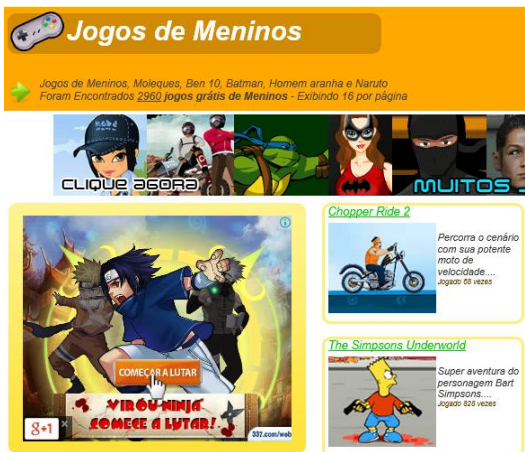 Jogos de Meninos
Jogos de Meninos, Moleques, Ben 10, Batman, Homem aranha e Naruto
Foram Encontrados 2960 jogos grátis de Meninos - Exibindo 16 por página
CLIQUE AGORA
MUITOS
COMEÇAR A LUTAR
VIROU NINJA
COMECE A LUTAR!
337.com/web
g+1
Chopper Ride 2
Percorra o cenário
com sua potente
moto de
velocidade....
Jogado 68 vezes
The Simpsons Underworld
Super aventura do
personagem Bart
Simpsons....
Jogado 828 vezes